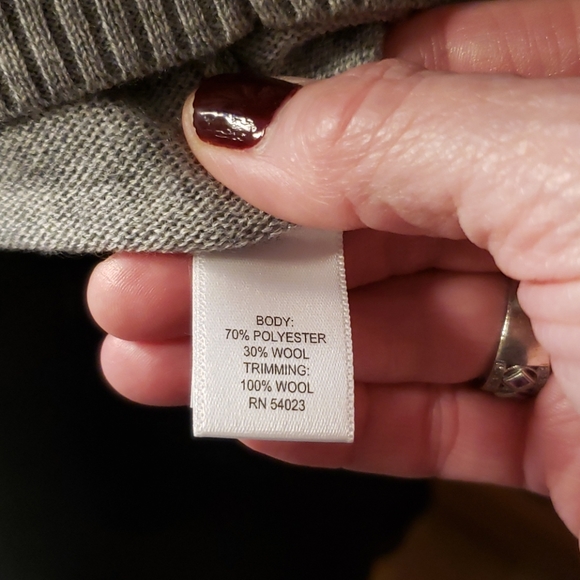 BODY:
70% POLYESTER
30% WOOL
TRIMMING:
100% WOOL
RN 54023